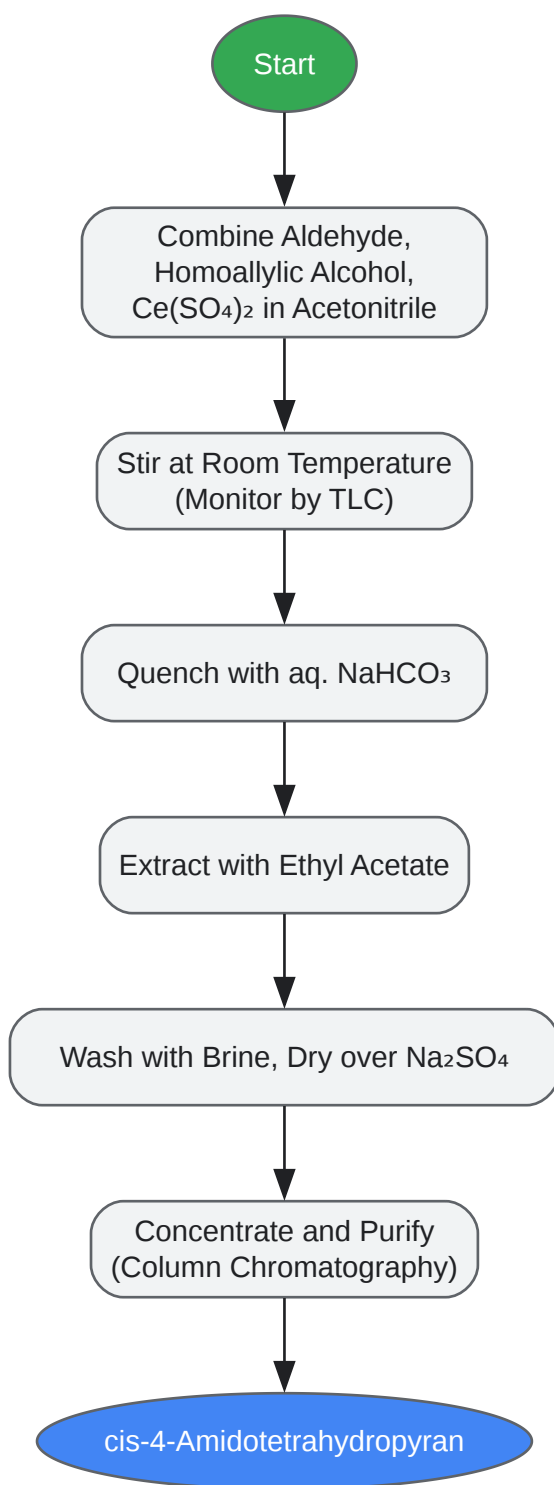 Start
Combine Aldehyde,
Homoallylic Alcohol,
Ce(SO₄)₂ in Acetonitrile
Stir at Room Temperature
(Monitor by TLC)
Quench with aq. NaHCO₃
Extract with Ethyl Acetate
Wash with Brine, Dry over Na₂SO₄
Concentrate and Purify
(Column Chromatography)
cis-4-Amidotetrahydropyran